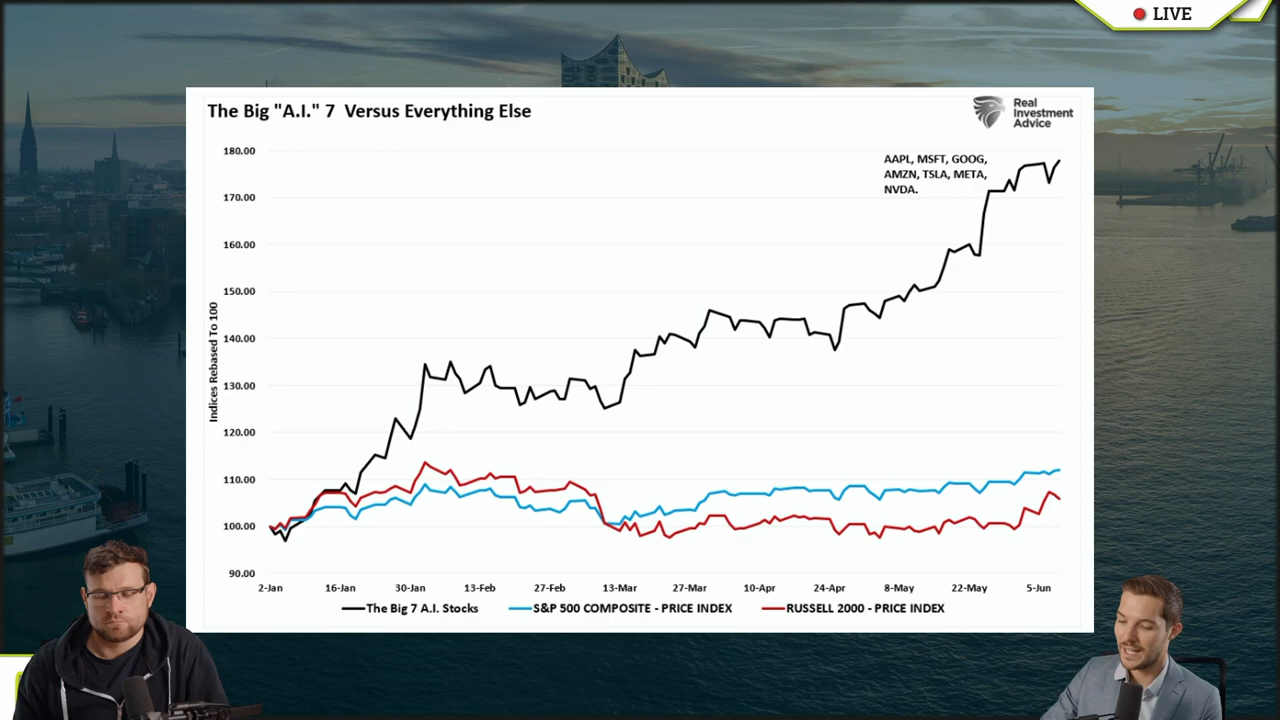 LIVE
The Big "A.I." 7 Versus Everything Else
Real
Investment
Advice
AAPL, MSFT, GOOG,
AMZN, TSLA, META,
NVDA.
Indices Rebased To 100
180.00
170.00
160.00
150.00
140.00
130.00
120.00
110.00
100.00
90.00
2-Jan 16-Jan 30-Jan 13-Feb 27-Feb 13-Mar 27-Mar 10-Apr 24-Apr 8-May 22-May 5-Jun
The Big 7 A.I. Stocks S&P 500 COMPOSITE - PRICE INDEX RUSSELL 2000 - PRICE INDEX